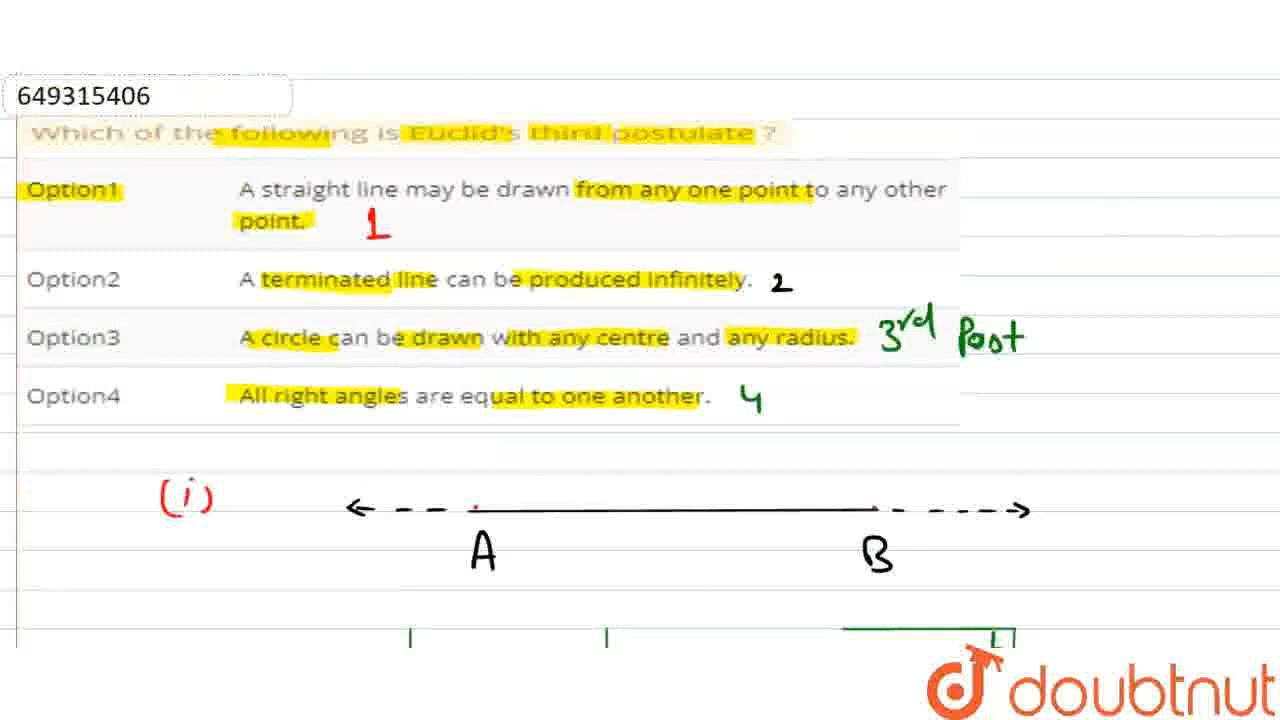 649315406
Which of the following is Euclid's third postulate ?
Option1 A straight line may be drawn from any one point to any other
point. 1
Option2 A terminated line can be produced infinitely. 2
Option3 A circle can be drawn with any centre and any radius. 3rd Post
Option4 All right angles are equal to one another. 4
(i)
A B
doubtnut